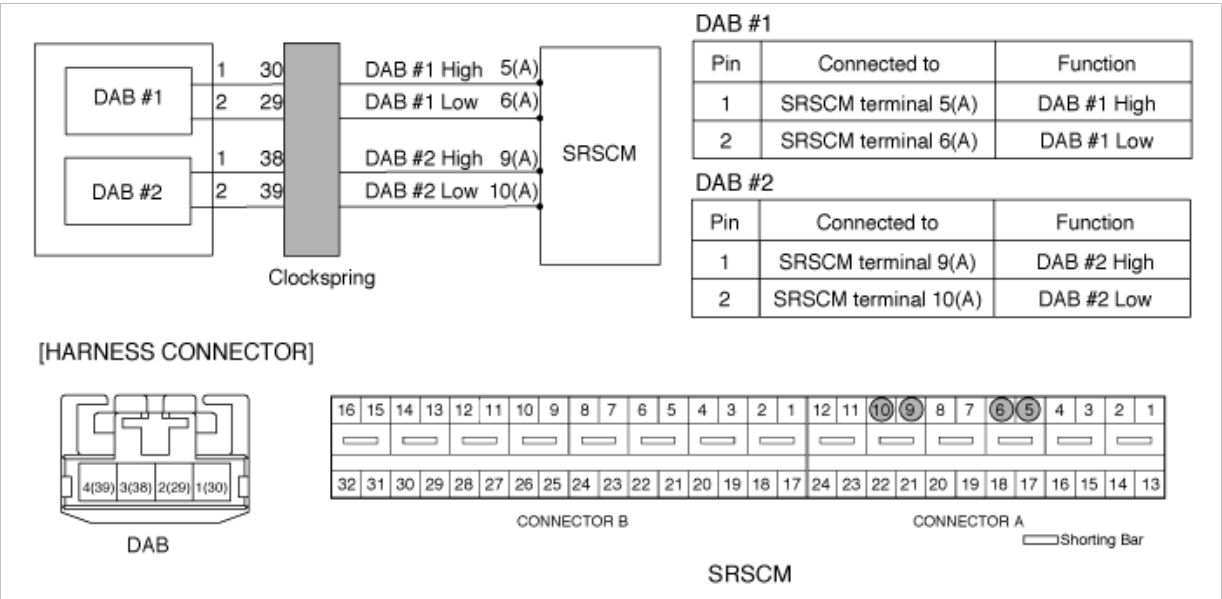 DAB #1
1 30 DAB #1 High 5(A)
2 29 DAB #1 Low 6(A)
DAB #2
1 38 DAB #2 High 9(A)
2 39 DAB #2 Low 10(A)
SRSCM
Clockspring
DAB #1
Pin Connected to Function
1 SRSCM terminal 5(A) DAB #1 High
2 SRSCM terminal 6(A) DAB #1 Low
DAB #2
Pin Connected to Function
1 SRSCM terminal 9(A) DAB #2 High
2 SRSCM terminal 10(A) DAB #2 Low
[HARNESS CONNECTOR]
4(39) 3(38) 2(29) 1(30)
DAB
16 15 14 13 12 11 10 9 8 7 6 5 4 3 2 1 12 11 10 9 8 7 6 5 4 3 2 1
32 31 30 29 28 27 26 25 24 23 22 21 20 19 18 17 24 23 22 21 20 19 18 17 16 15 14 13
CONNECTOR B CONNECTOR A
Shorting Bar
SRSCM